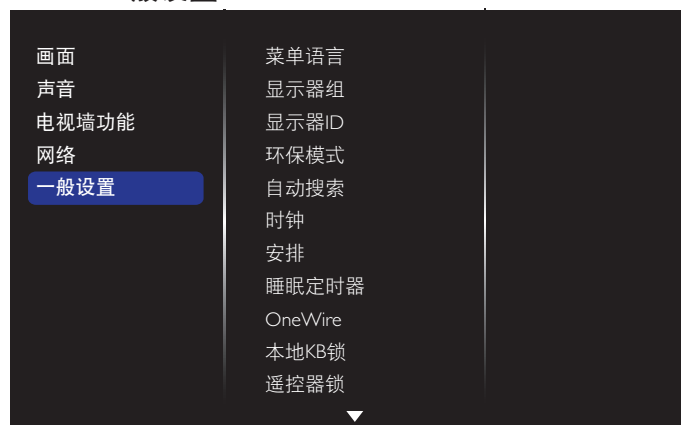 画面
声音
电视墙功能
网络
一般设置
菜单语言
显示器组
显示器ID
环保模式
自动搜索
时钟
安排
睡眠定时器
OneWire
本地KB锁
遥控器锁